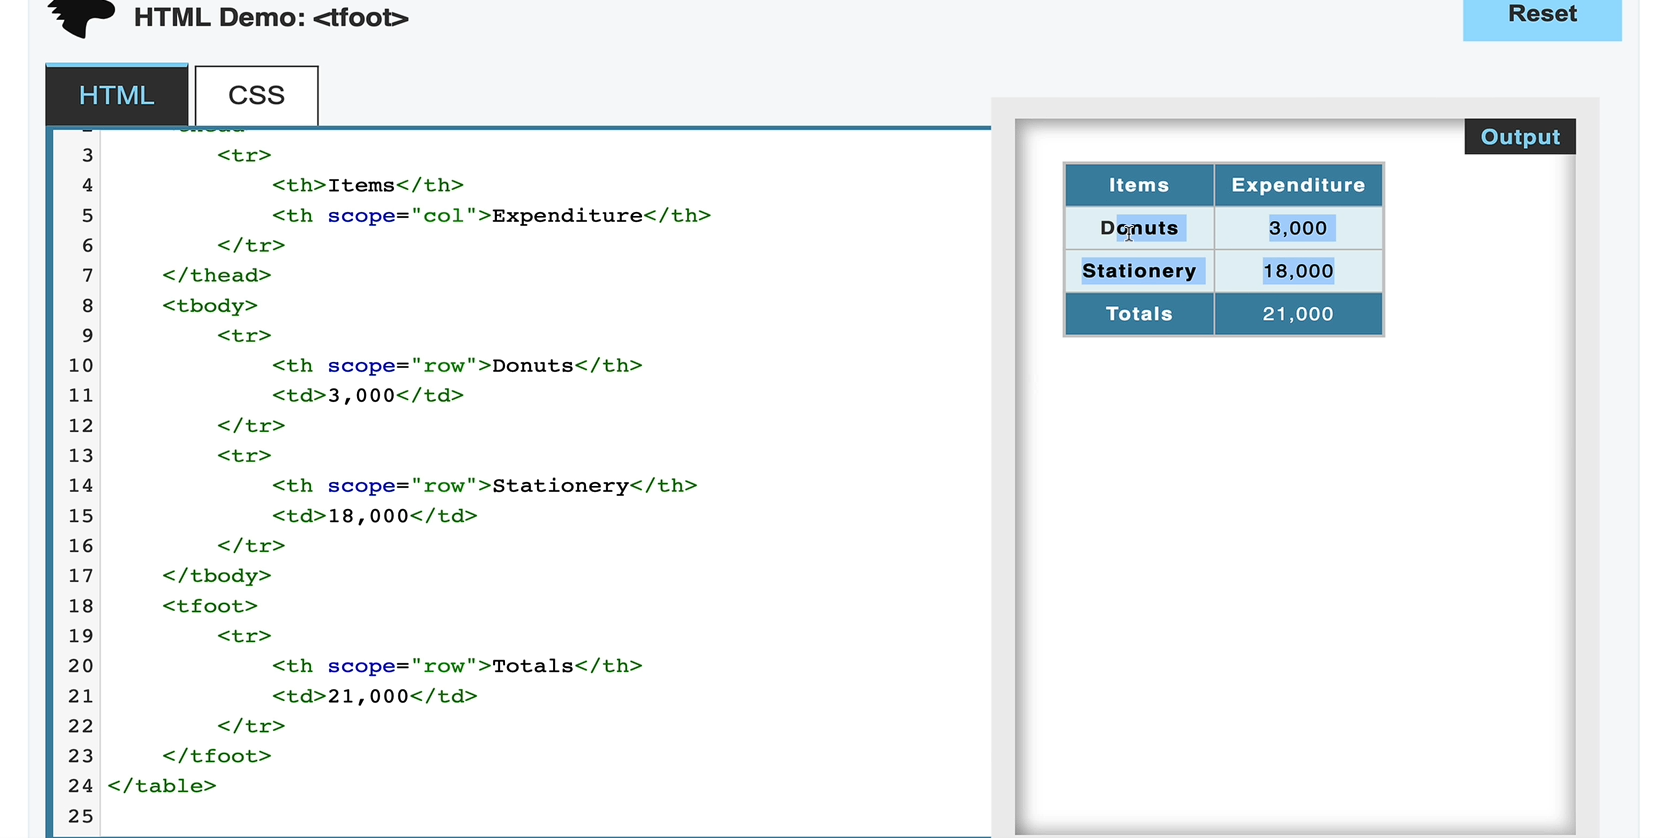 HTML Demo: <tfoot>
Reset
HTML
CSS
3 <tr>
4 <th>Items</th>
5 <th scope="col">Expenditure</th>
6 </tr>
7 </thead>
8 <tbody>
9 <tr>
10 <th scope="row">Donuts</th>
11 <td>3,000</td>
12 </tr>
13 <tr>
14 <th scope="row">Stationery</th>
15 <td>18,000</td>
16 </tr>
17 </tbody>
18 <tfoot>
19 <tr>
20 <th scope="row">Totals</th>
21 <td>21,000</td>
22 </tr>
23 </tfoot>
24 </table>
25
Output
Items Expenditure
Donuts 3,000
Stationery 18,000
Totals 21,000